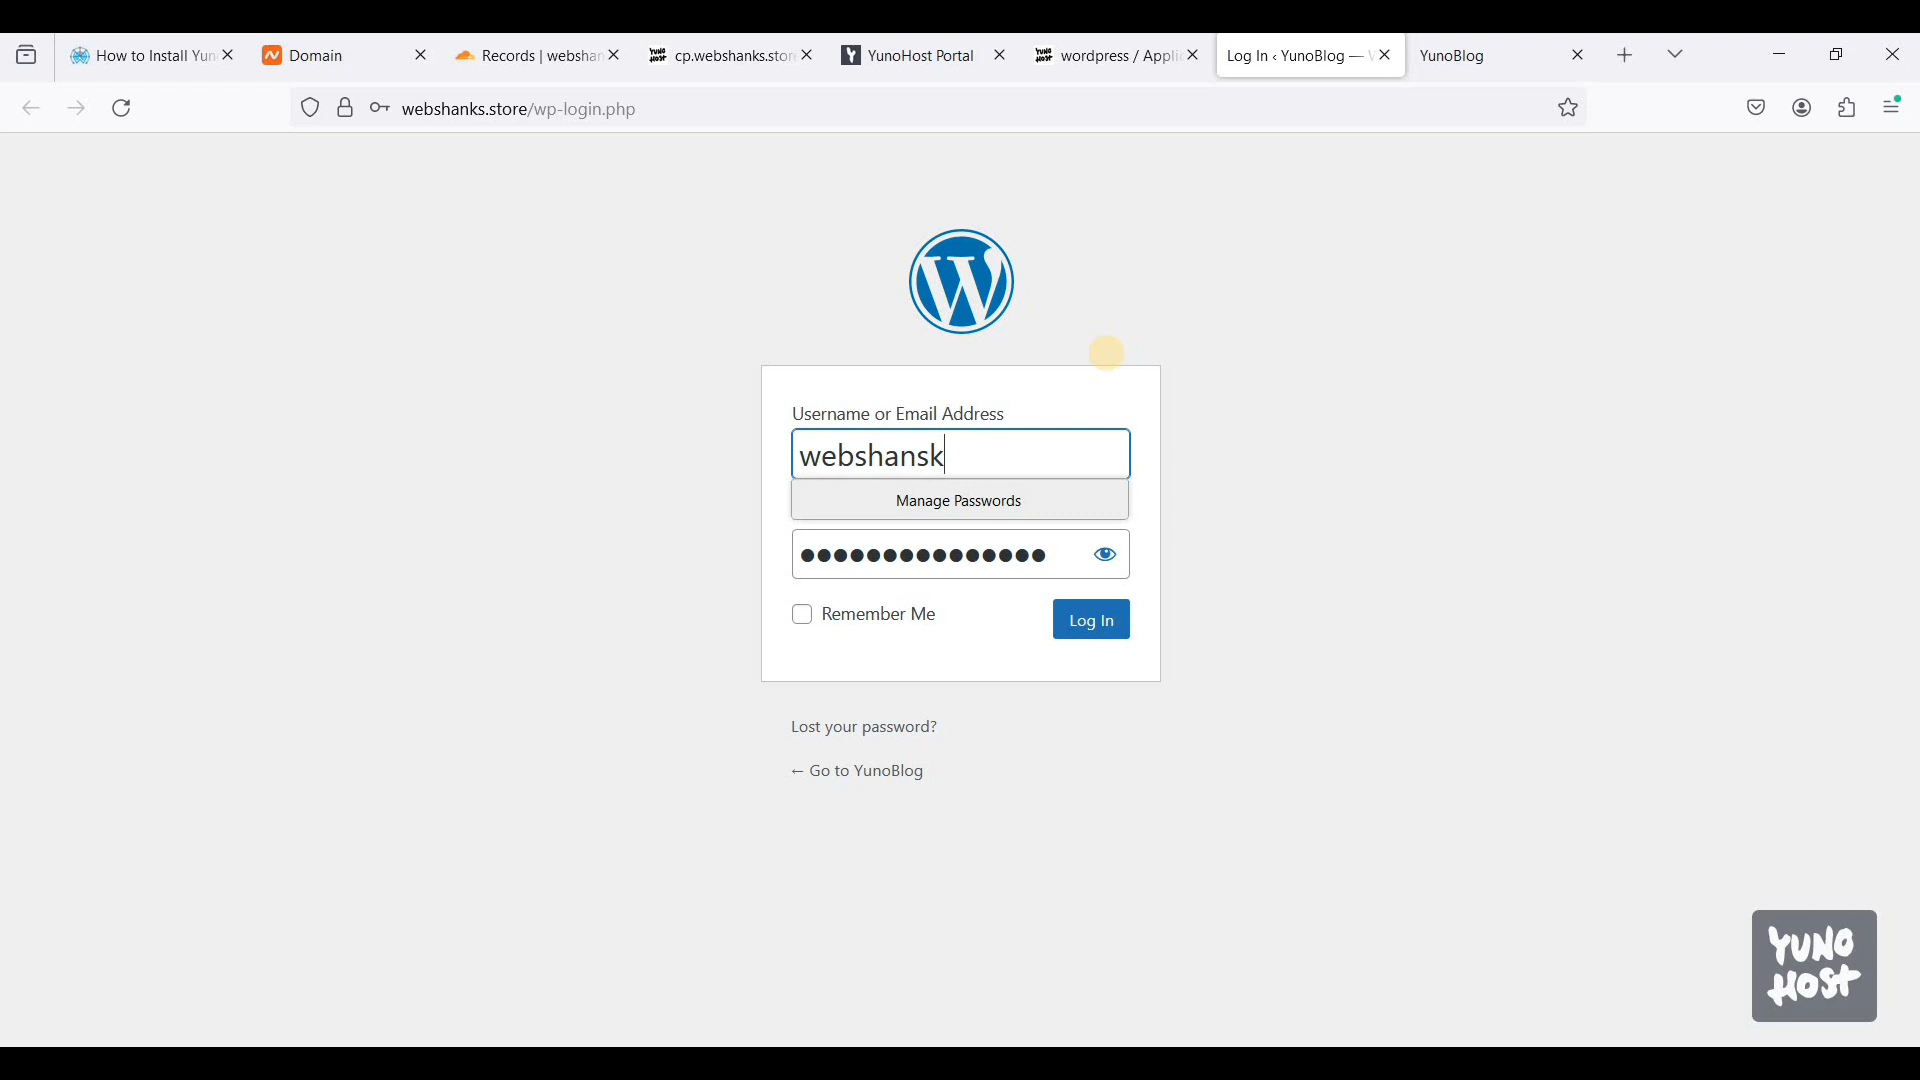 How to Install Yun
Domain
Records | webshan
cp.webshanks.stor
YunoHost Portal
wordpress / Appli
Log In ‹ YunoBlog —
YunoBlog
webshanks.store/wp-login.php
Username or Email Address
webshansk
Manage Passwords
Remember Me
Log In
Lost your password?
← Go to YunoBlog
YUNO
HOST